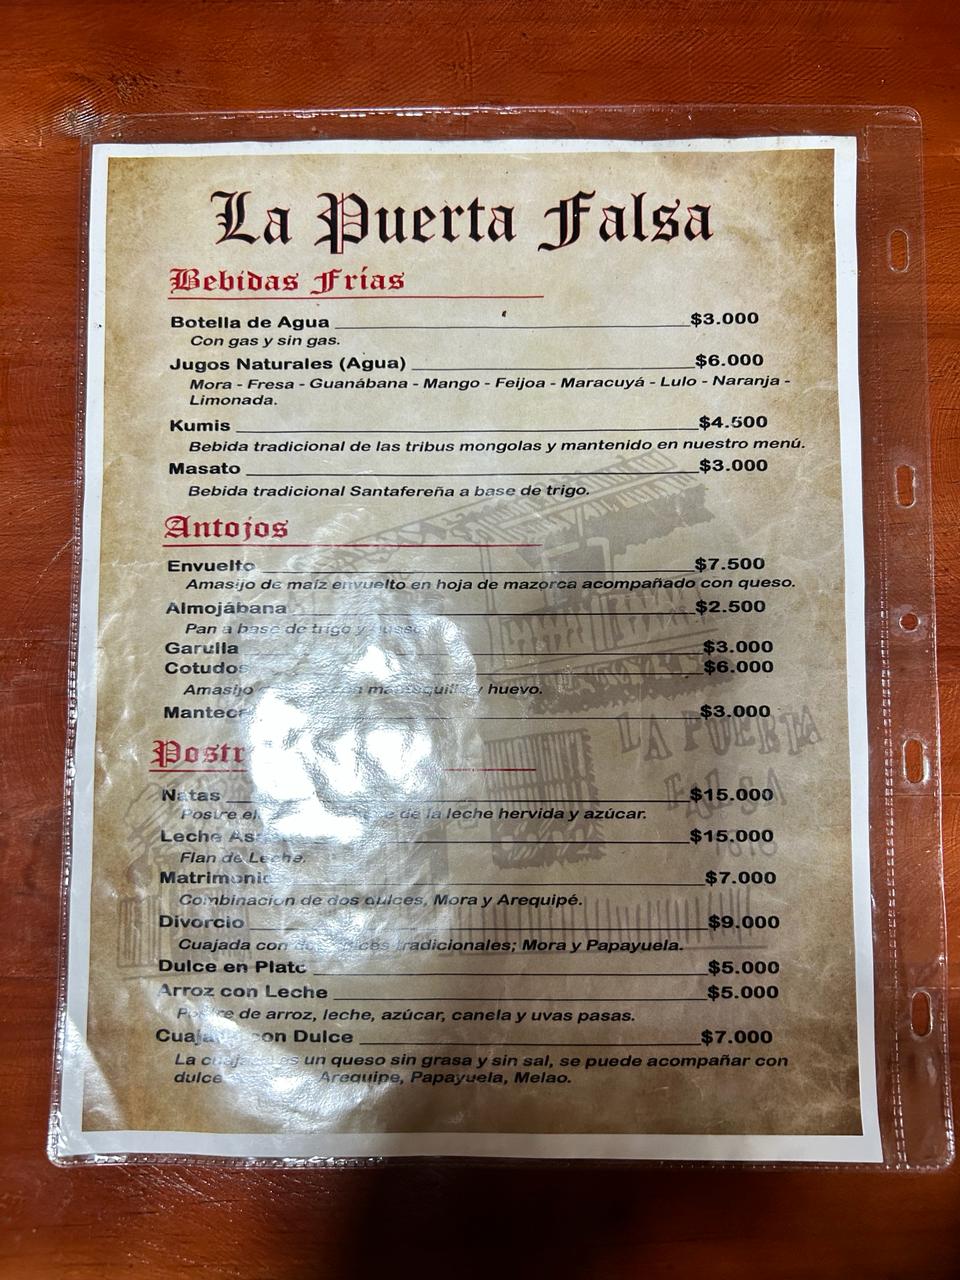 La Puerta Falsa
Bebidas Frías
Botella de Agua $3.000
Con gas y sin gas.
Jugos Naturales (Agua) $6.000
Mora - Fresa - Guanábana - Mango - Feijoa - Maracuyá - Lulo - Naranja -
Limonada.
Kumis $4.500
Bebida tradicional de las tribus mongolas y mantenido en nuestro menú.
Masato $3.000
Bebida tradicional Santafereña a base de trigo.
Antojos
Envuelto $7.500
Amasijo de maíz envuelto en hoja de mazorca acompañado con queso.
Almojábana $2.500
Pan a base de trigo y
Garulla $3.000
Cotudos $6.000
Amasijo con mantequilla y huevo.
$3.000
Natas $15.000
Postre de la leche hervida y azúcar.
Leche $15.000
Flan de Leche.
Matrimonio $7.000
Combinación de dos dulces, Mora y Arequipé.
Divorcio $9.000
Cuajada con dos dulces tradicionales; Mora y Papayuela.
Dulce en Plato $5.000
Arroz con Leche $5.000
Postre de arroz, leche, azúcar, canela y uvas pasas.
Cuajada con Dulce $7.000
La cuajada es un queso sin grasa y sin sal, se puede acompañar con
dulce Arequipe, Papayuela, Melao.
LA PUERTA
FALSA